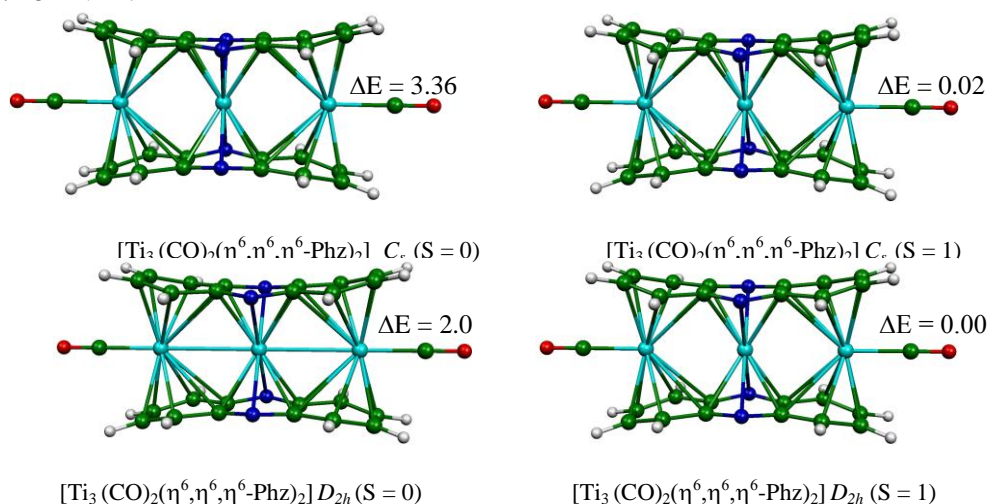 ΔE = 3.36 ΔE = 0.02
[Ti₃ (CO)₂(η⁶,η⁶,η⁶-Phz)₂] Cₛ (S = 0) [Ti₃ (CO)₂(η⁶,η⁶,η⁶-Phz)₂] Cₛ (S = 1)
ΔE = 2.0 ΔE = 0.00
[Ti₃ (CO)₂(η⁶,η⁶,η⁶-Phz)₂] D₂ₕ (S = 0) [Ti₃ (CO)₂(η⁶,η⁶,η⁶-Phz)₂] D₂ₕ (S = 1)